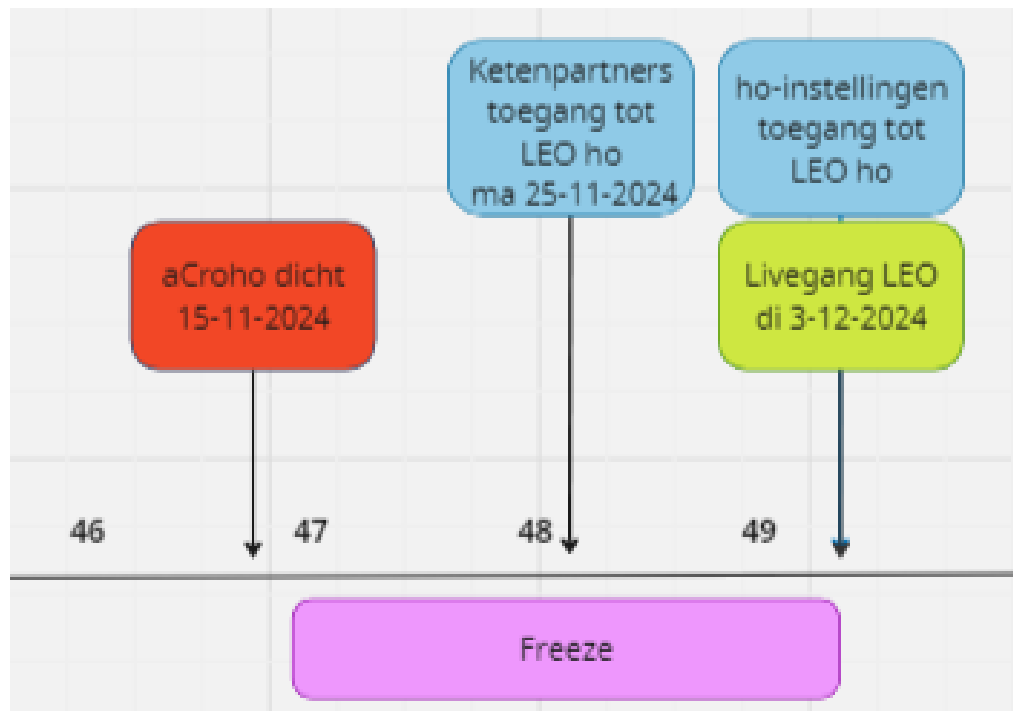 Ketenpartners
toegang tot
LEO ho
ma 25-11-2024
ho-instellingen
toegang tot
LEO ho
aCroho dicht
15-11-2024
Livegang LEO
di 3-12-2024
46
47
48
49
Freeze